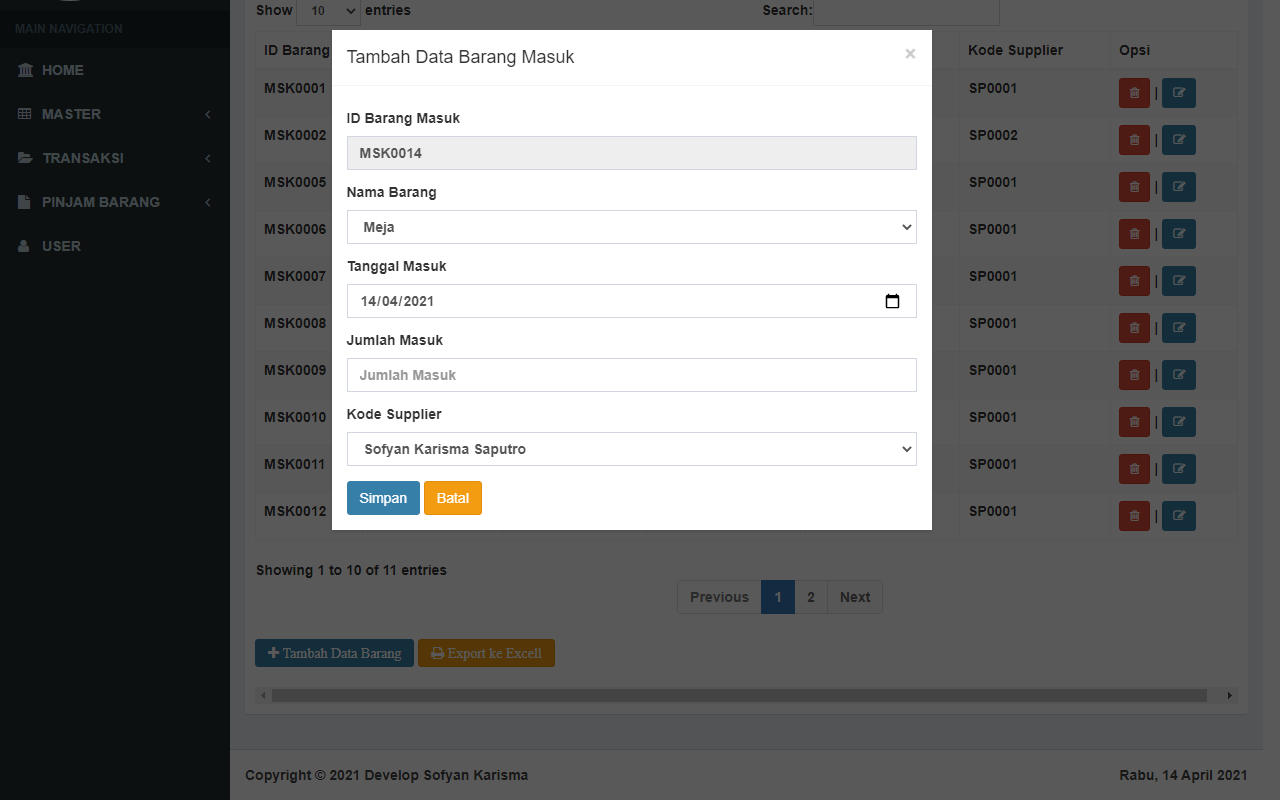 Show 10 entries Search:
MAIN NAVIGATION
HOME
MASTER
TRANSAKSI
PINJAM BARANG
USER
ID Barang Kode Supplier Opsi
MSK0001 SP0001 |
MSK0002 SP0002 |
MSK0005 SP0001 |
MSK0006 SP0001 |
MSK0007 SP0001 |
MSK0008 SP0001 |
MSK0009 SP0001 |
MSK0010 SP0001 |
MSK0011 SP0001 |
MSK0012 SP0001 |
Tambah Data Barang Masuk ×
ID Barang Masuk
MSK0014
Nama Barang
Meja
Tanggal Masuk
14/04/2021
Jumlah Masuk
Jumlah Masuk
Kode Supplier
Sofyan Karisma Saputro
Simpan Batal
Showing 1 to 10 of 11 entries
Previous 1 2 Next
Tambah Data Barang Export ke Excell
Copyright © 2021 Develop Sofyan Karisma Rabu, 14 April 2021